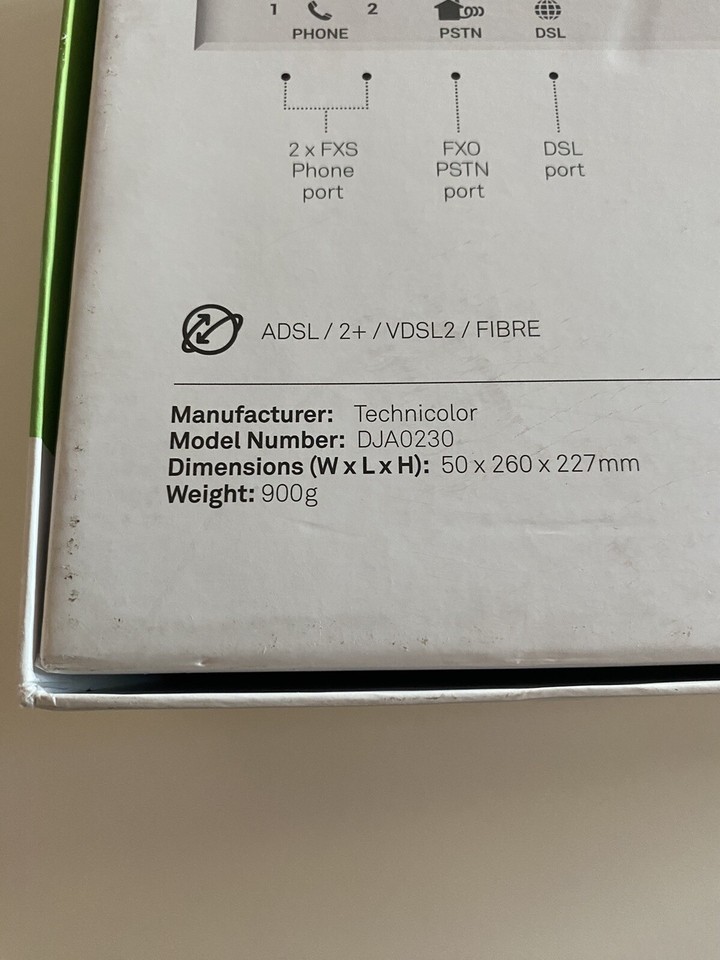 1 2
PHONE PSTN DSL
2 x FXS
Phone
port
FXO
PSTN
port
DSL
port
ADSL / 2+ / VDSL2 / FIBRE
Manufacturer: Technicolor
Model Number: DJA0230
Dimensions (W x L x H): 50 x 260 x 227mm
Weight: 900g